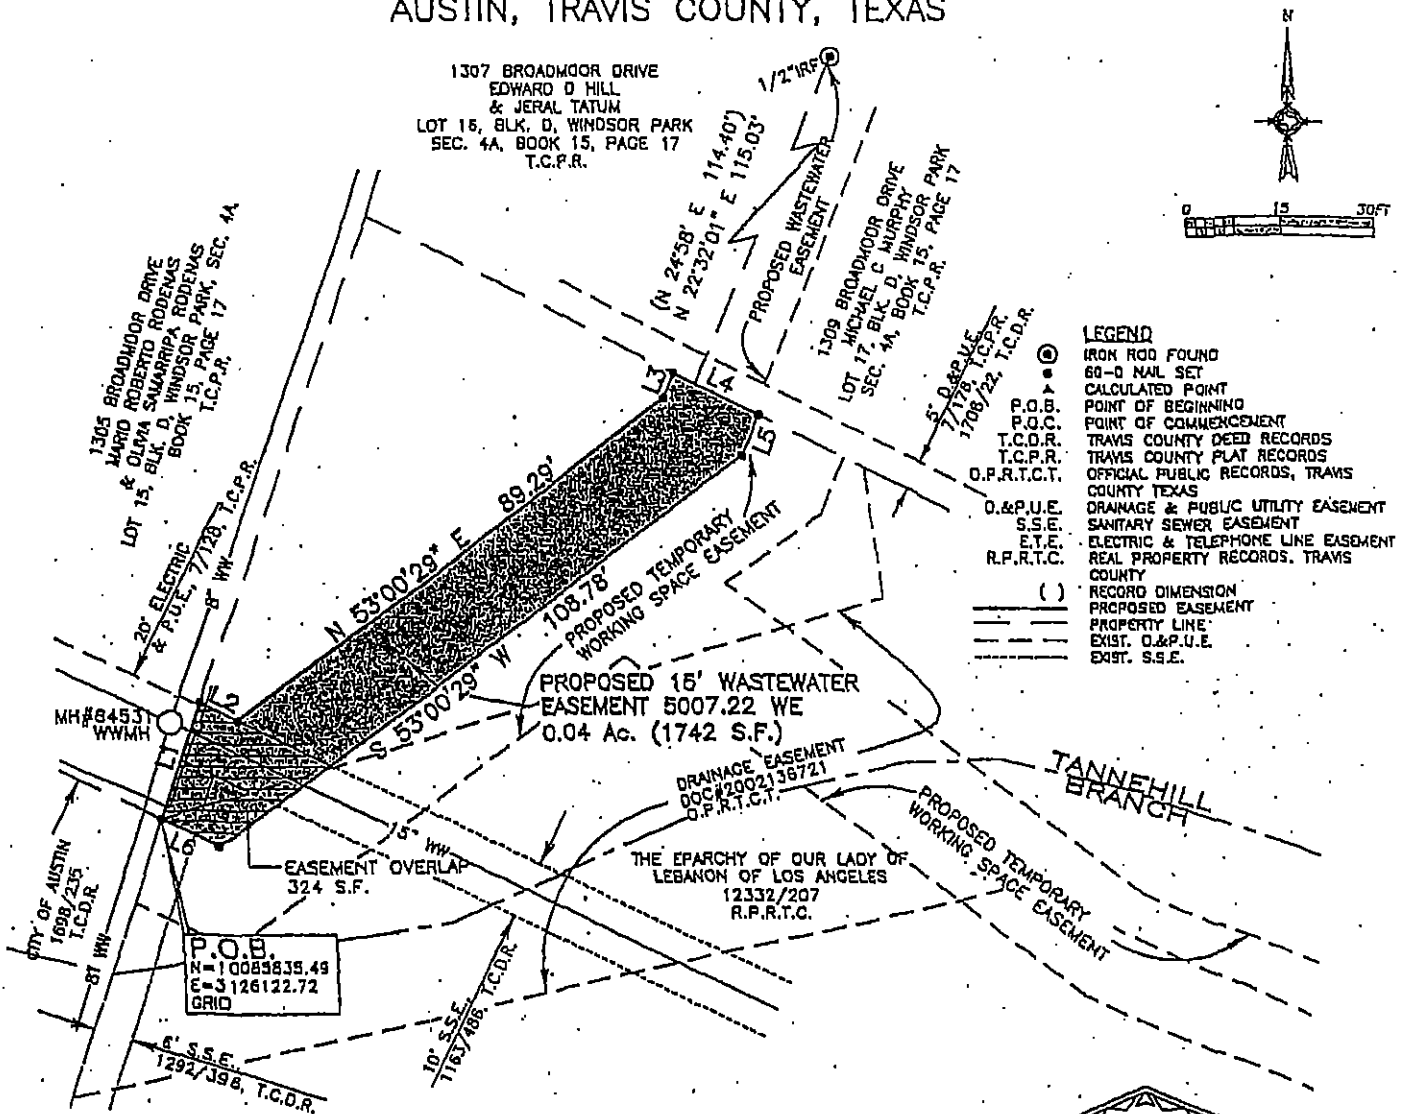 AUSTIN, TRAVIS COUNTY, TEXAS
1307 BROADMOOR DRIVE
EDWARD D HILL
& JERAL TATUM
LOT 16, BLK. D, WINDSOR PARK
SEC. 4A, BOOK 15, PAGE 17
T.C.P.R.
1/2"IRF
N
0 15 30FT
(N 24°58' E 114.40')
N 22°32'01" E 115.03'
PROPOSED WASTEWATER
EASEMENT
1309 BROADMOOR DRIVE
MICHAEL C MURPHY
LOT 17, BLK. D, WINDSOR PARK
SEC. 4A, BOOK 15, PAGE 17
T.C.P.R.
1305 BROADMOOR DRIVE
MARIO ROBERTO RODENAS
& OLIVIA SAMARRIPA RODENAS
LOT 15, BLK. D, WINDSOR PARK, SEC. 4A,
BOOK 15, PAGE 17
T.C.P.R.
5' D.&P.U.E.
7/178, T.C.P.R.
1708/22, T.C.D.R.
LEGEND
IRON ROD FOUND
60-D NAIL SET
CALCULATED POINT
P.O.B. POINT OF BEGINNING
P.O.C. POINT OF COMMENCEMENT
T.C.D.R. TRAVIS COUNTY DEED RECORDS
T.C.P.R. TRAVIS COUNTY PLAT RECORDS
O.P.R.T.C.T. OFFICIAL PUBLIC RECORDS, TRAVIS
COUNTY TEXAS
D.&P.U.E. DRAINAGE & PUBLIC UTILITY EASEMENT
S.S.E. SANITARY SEWER EASEMENT
E.T.E. ELECTRIC & TELEPHONE LINE EASEMENT
R.P.R.T.C. REAL PROPERTY RECORDS, TRAVIS
COUNTY
( ) RECORD DIMENSION
PROPOSED EASEMENT
PROPERTY LINE
EXIST. D.&P.U.E.
EXIST. S.S.E.
L3
L4
L5
20' ELECTRIC
& P.U.E., 7/128, T.C.P.R.
8" WW
N 53°00'29" E 89.29'
S 53°00'29" W 108.78'
PROPOSED TEMPORARY
WORKING SPACE EASEMENT
L2
MH#84531
WWMH
L1
PROPOSED 15' WASTEWATER
EASEMENT 5007.22 WE
0.04 Ac. (1742 S.F.)
DRAINAGE EASEMENT
DOC#2002136721
O.P.R.T.C.T.
TANNEHILL
BRANCH
PROPOSED TEMPORARY
WORKING SPACE EASEMENT
L6
15" WW
EASEMENT OVERLAP
324 S.F.
THE EPARCHY OF OUR LADY OF
LEBANON OF LOS ANGELES
12332/207
R.P.R.T.C.
CITY OF AUSTIN
1698/235
T.C.D.R.
8" WW
P.O.B.
N=10085835.49
E=3126122.72
GRID
10' S.S.E.
1163/486, T.C.D.R.
6' S.S.E.,
1292/398, T.C.D.R.